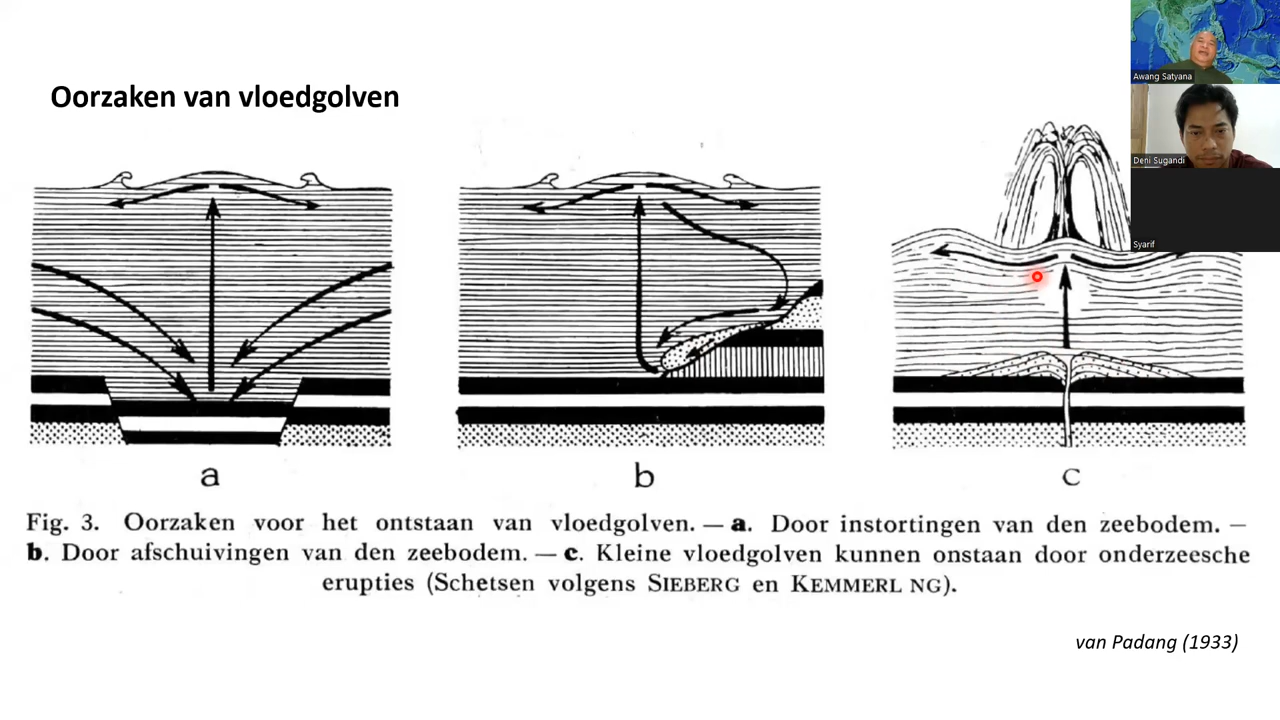 Oorzaken van vloedgolven
Awang Satyana
Deni Sugandi
Syarif
a
b
c
Fig. 3. Oorzaken voor het ontstaan van vloedgolven. — a. Door instortingen van den zeebodem. —
b. Door afschuivingen van den zeebodem. — c. Kleine vloedgolven kunnen onstaan door onderzeesche
erupties (Schetsen volgens SIEBERG en KEMMERL NG).
van Padang (1933)